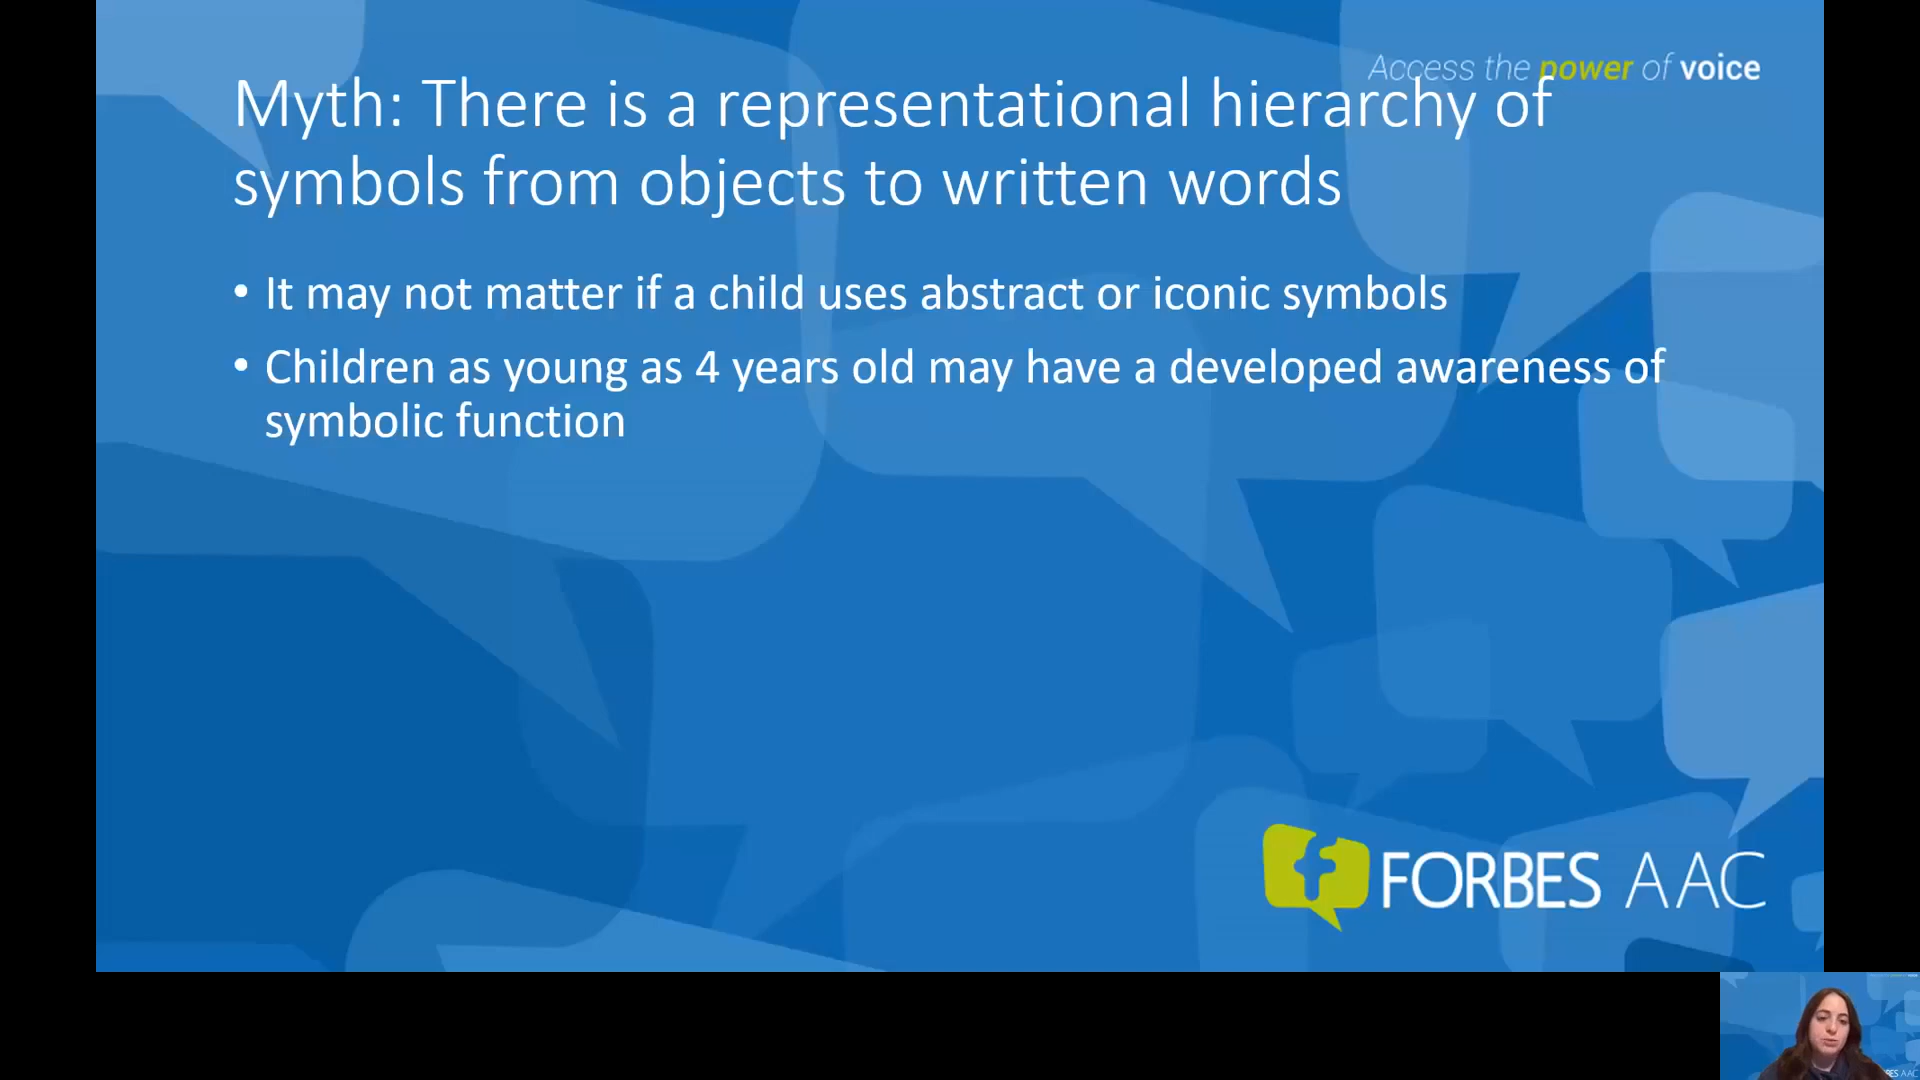 Access the power of voice
Myth: There is a representational hierarchy of
symbols from objects to written words
• It may not matter if a child uses abstract or iconic symbols
• Children as young as 4 years old may have a developed awareness of
symbolic function
FORBES AAC